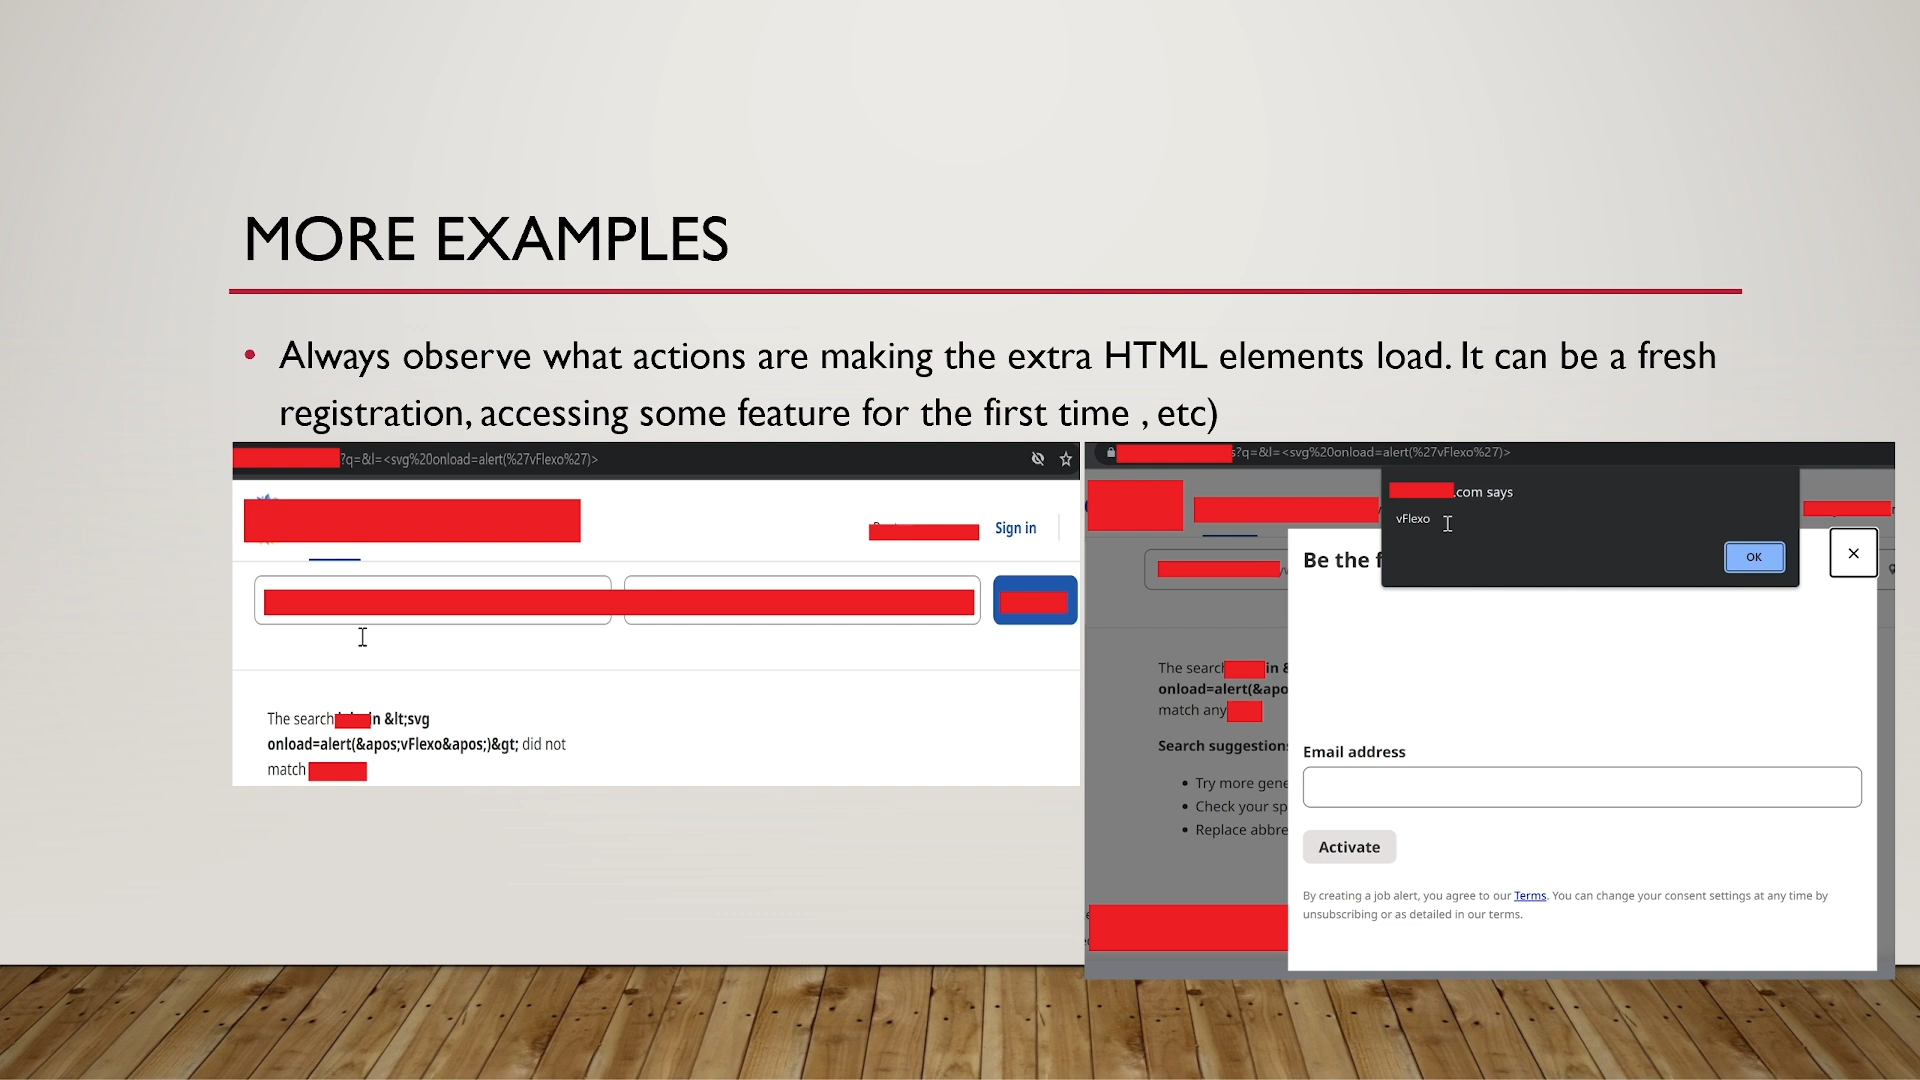 MORE EXAMPLES
• Always observe what actions are making the extra HTML elements load. It can be a fresh
registration, accessing some feature for the first time , etc)
?q=&l=<svg%20onload=alert(%27vFlexo%27)>
Sign in
The search n &lt;svg
onload=alert(&apos;vFlexo&apos;)&gt; did not
match
s?q=&l=<svg%20onload=alert(%27vFlexo%27)>
.com says
vFlexo
OK
Be the f
The search in &
onload=alert(&apo
match any
Search suggestion
• Try more gene
• Check your sp
• Replace abbre
Email address
Activate
By creating a job alert, you agree to our Terms. You can change your consent settings at any time by
unsubscribing or as detailed in our terms.